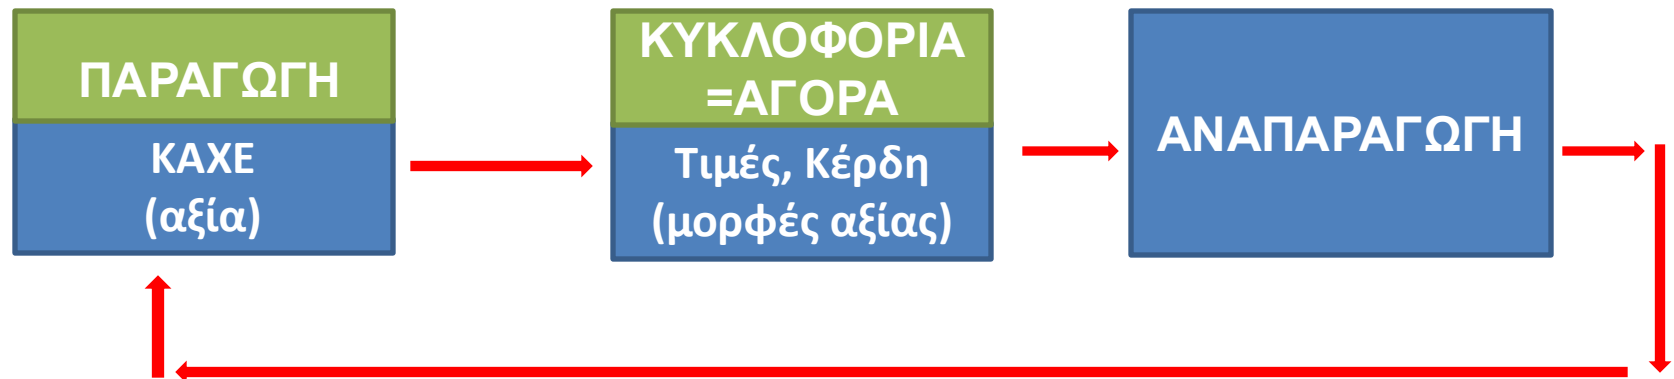 ΠΑΡΑΓΩΓΗ
ΚΑΧΕ
(αξία)
ΚΥΚΛΟΦΟΡΙΑ
=ΑΓΟΡΑ
Τιμές, Κέρδη
(μορφές αξίας)
ΑΝΑΠΑΡΑΓΩΓΗ